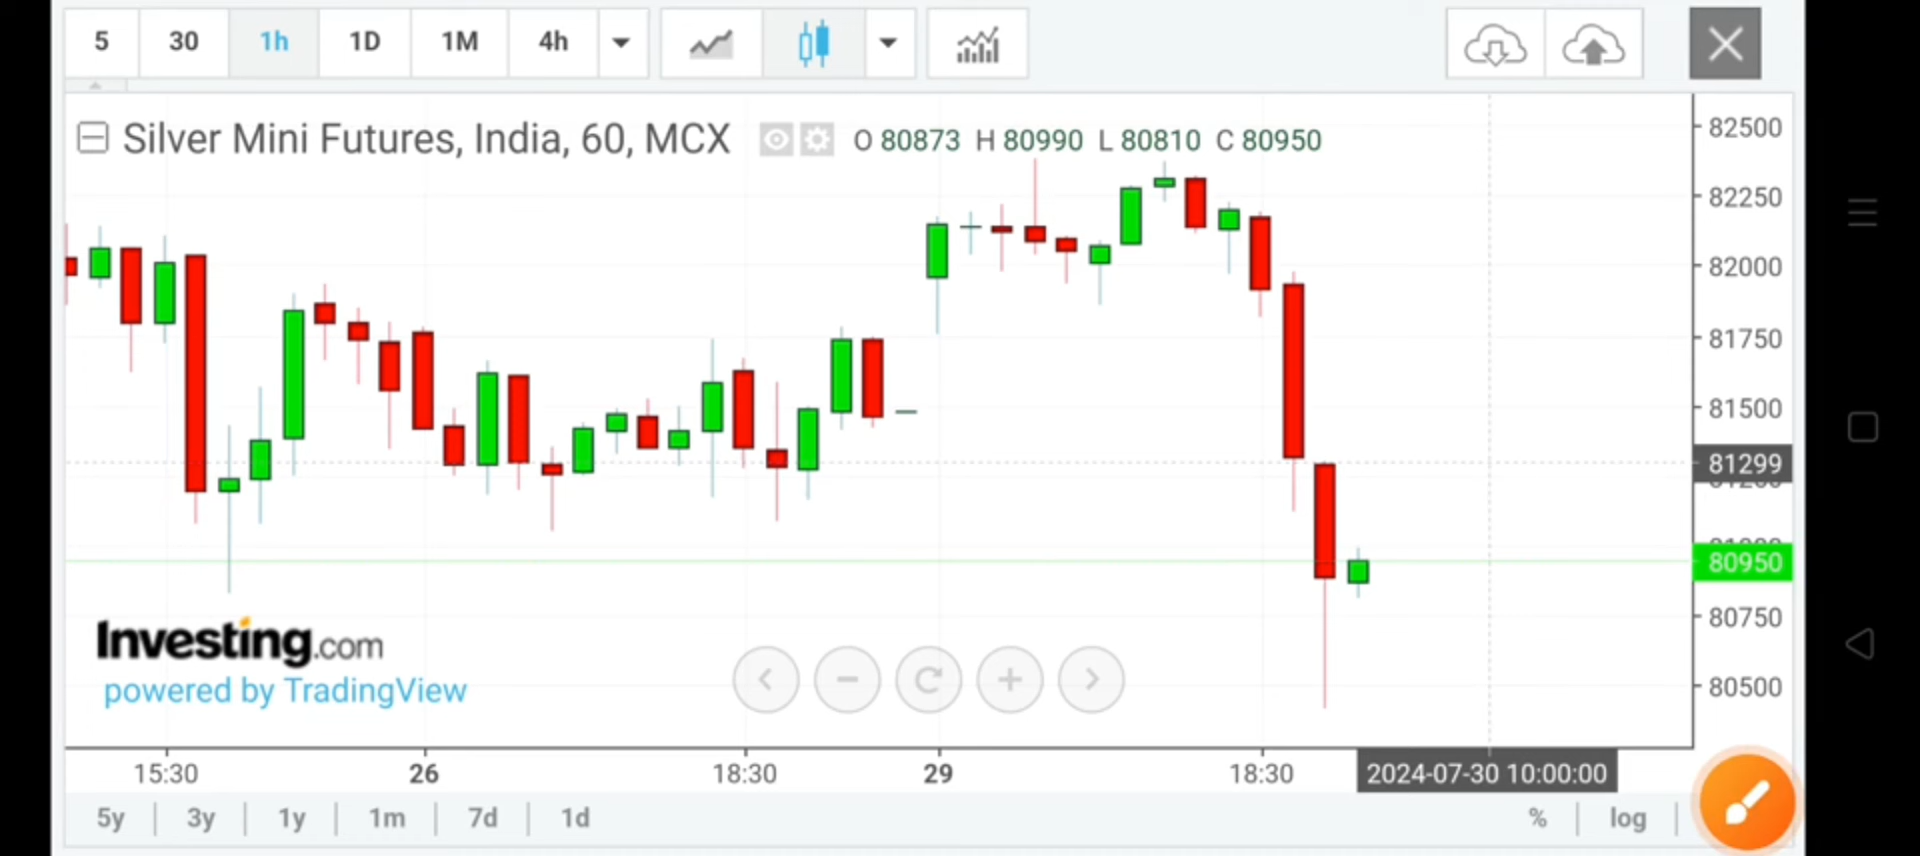 5 30 1h 1D 1M 4h
Silver Mini Futures, India, 60, MCX O 80873 H 80990 L 80810 C 80950
82500
82250
82000
81750
81500
81299
80950
80750
80500
Investing.com
powered by TradingView
15:30 26 18:30 29 18:30 2024-07-30 10:00:00
5y 3y 1y 1m 7d 1d % log